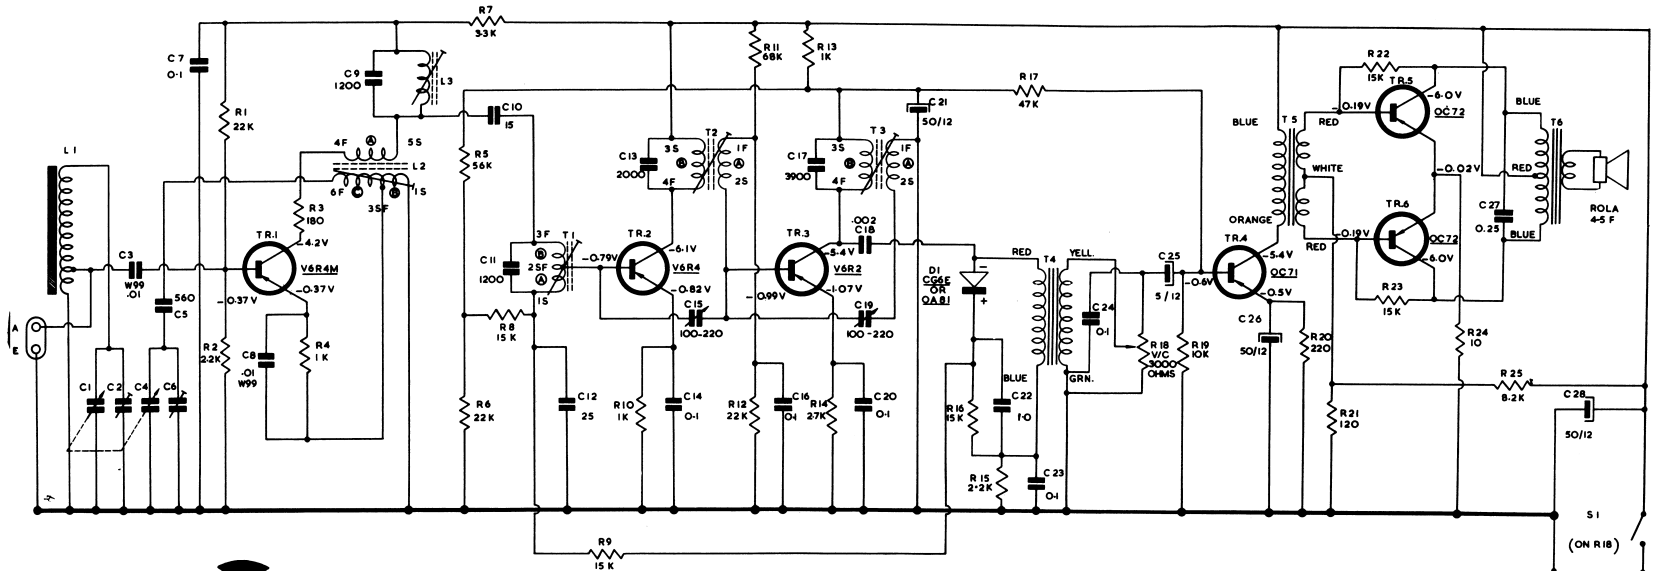 R7
3·3K
C7
0·1
R1
22K
C9
1200
L3
C10
15
R11
68K
R13
1K
R17
47K
C21
50/12
R22
15K
TR.5
-6·0V
-0·19V
OC72
BLUE
RED
T5
BLUE
T6
L1
4F
A
5S
L2
6F
C
B
1S
3SF
R5
56K
C13
2000
3S
B
4F
T2
1F
A
2S
C17
3900
3S
B
4F
T3
1F
A
2S
WHITE
-0·02V
RED
R3
180
-4·2V
TR.1
V6R4M
-0·37V
-0·37V
C3
W99
·01
560
C5
3F
T1
B
2SF
A
1S
C11
1200
-0·79V
TR.2
-6·1V
V6R4
-0·82V
TR.3
·002
C18
-5·4V
V6R2
-1·07V
-0·99V
C15
100-220
C19
100-220
D1
CG6E
OR
OA81
-
+
RED
T4
YELL.
C25
5/12
-0·6V
ORANGE
TR.4
-5·4V
OC71
-0·5V
RED
-0·19V
TR.6
OC72
-6·0V
C27
0·25
BLUE
ROLA
4-5 F
A
E
R2
2·2K
C8
·01
W99
R4
1K
R8
15K
C24
0·1
R18
V/C
3000
OHMS
R19
10K
C26
50/12
R20
220
R23
15K
R24
10
GRN.
BLUE
C1
C2
C4
C6
R6
22K
C12
25
R10
1K
C14
0·1
R12
22K
C16
0·1
R14
2·7K
C20
0·1
R16
15K
C22
1·0
R15
2·2K
C23
0·1
R21
120
R25
8·2K
C28
50/12
R9
15K
S1
(ON R18)